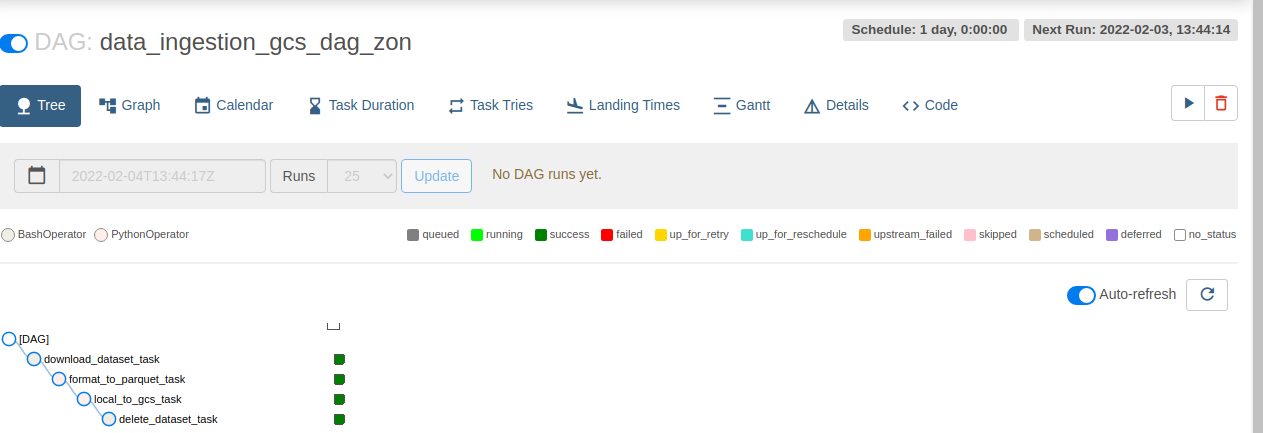 DAG: data_ingestion_gcs_dag_zon
Schedule: 1 day, 0:00:00 Next Run: 2022-02-03, 13:44:14
Tree Graph Calendar Task Duration Task Tries Landing Times Gantt Details Code
2022-02-04T13:44:17Z Runs 25 Update No DAG runs yet.
BashOperator PythonOperator queued running success failed up_for_retry up_for_reschedule upstream_failed skipped scheduled deferred no_status
Auto-refresh
[DAG]
download_dataset_task
format_to_parquet_task
local_to_gcs_task
delete_dataset_task